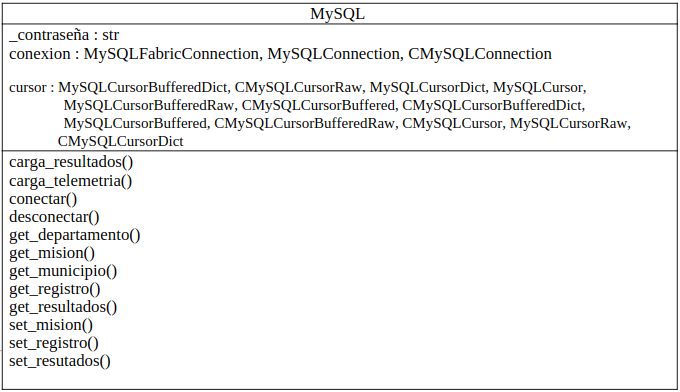 MySQL
_contraseña : str
conexion : MySQLFabricConnection, MySQLConnection, CMySQLConnection
cursor : MySQLCursorBufferedDict, CMySQLCursorRaw, MySQLCursorDict, MySQLCursor,
MySQLCursorBufferedRaw, CMySQLCursorBuffered, CMySQLCursorBufferedDict,
MySQLCursorBuffered, CMySQLCursorBufferedRaw, CMySQLCursor, MySQLCursorRaw,
CMySQLCursorDict
carga_resultados()
carga_telemetria()
conectar()
desconectar()
get_departamento()
get_mision()
get_municipio()
get_registro()
get_resultados()
set_mision()
set_registro()
set_resutados()